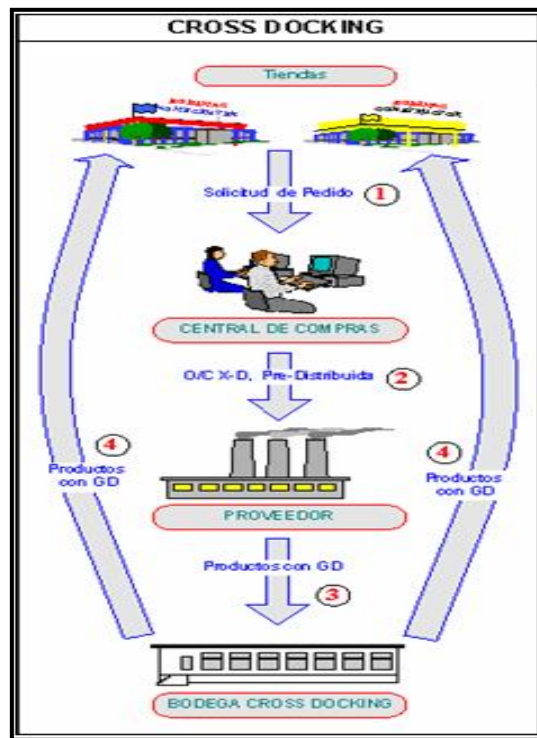 CROSS DOCKING
Tiendas
Solicitud de Pedido 1
CENTRAL DE COMPRAS
O/C X-D, Pre-Distribuida 2
4
Productos
con GD
4
Productos
con GD
PROVEEDOR
Productos con GD
3
BODEGA CROSS DOCKING